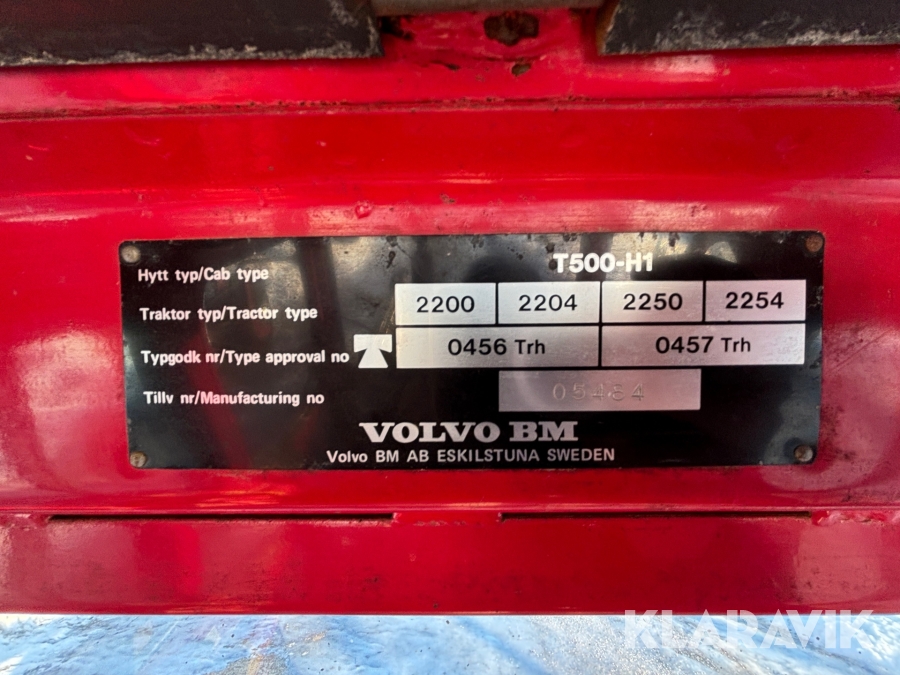 Hytt typ/Cab type T500-H1
Traktor typ/Tractor type 2200 2204 2250 2254
Typgodk nr/Type approval no 0456 Trh 0457 Trh
Tillv nr/Manufacturing no 05484
VOLVO BM
Volvo BM AB ESKILSTUNA SWEDEN
KLARAVIK